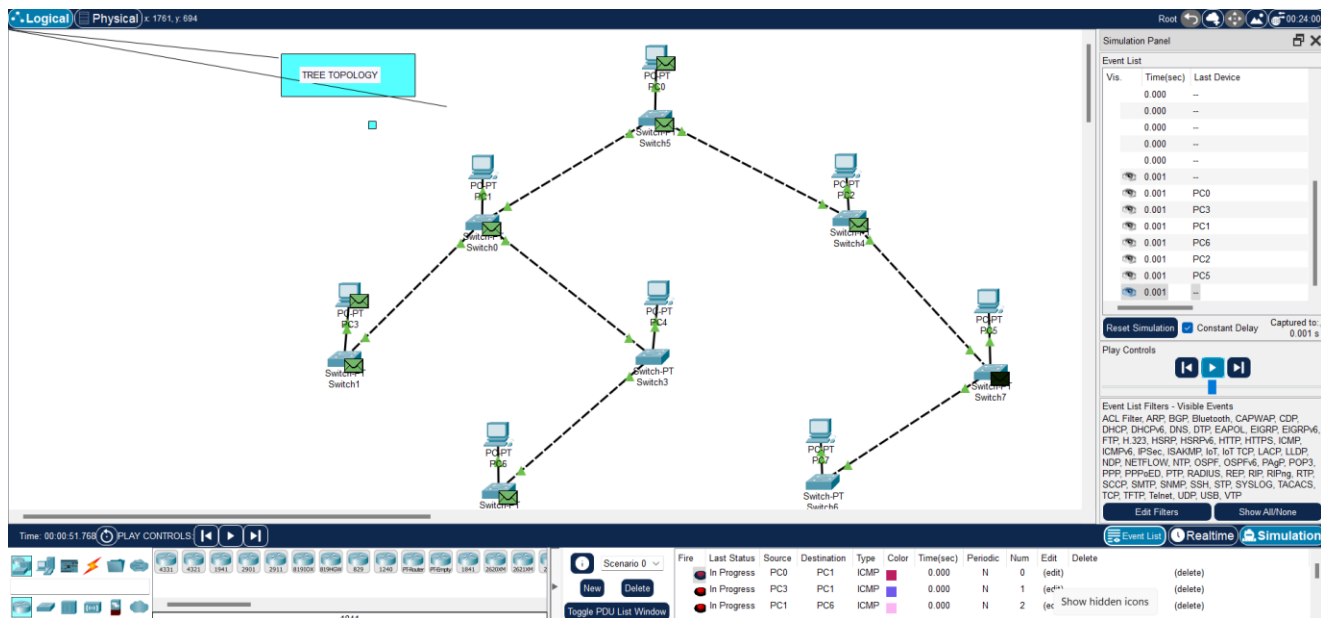 Logical Physical x: 1761, y: 694 Root 00:24:00
TREE TOPOLOGY
PC-PT
PC0
Switch-PT
Switch5
PC-PT
PC1
Switch-PT
Switch0
PC-PT
PC2
Switch-PT
Switch4
PC-PT
PC3
Switch-PT
Switch1
PC-PT
PC4
Switch-PT
Switch3
PC-PT
PC5
Switch-PT
Switch7
PC-PT
PC6
Switch-PT
PC-PT
PC7
Switch-PT
Switch6
Simulation Panel
Event List
Vis. Time(sec) Last Device
0.000 --
0.000 --
0.000 --
0.000 --
0.000 --
0.001 --
0.001 PC0
0.001 PC3
0.001 PC1
0.001 PC6
0.001 PC2
0.001 PC5
0.001 --
Reset Simulation Constant Delay Captured to:
0.001 s
Play Controls
Event List Filters - Visible Events
ACL Filter, ARP, BGP, Bluetooth, CAPWAP, CDP,
DHCP, DHCPv6, DNS, DTP, EAPOL, EIGRP, EIGRPv6,
FTP, H.323, HSRP, HSRPv6, HTTP, HTTPS, ICMP,
ICMPv6, IPSec, ISAKMP, IoT, IoT TCP, LACP, LLDP,
NDP, NETFLOW, NTP, OSPF, OSPFv6, PAgP, POP3,
PPP, PPPoED, PTP, RADIUS, REP, RIP, RIPng, RTP,
SCCP, SMTP, SNMP, SSH, STP, SYSLOG, TACACS,
TCP, TFTP, Telnet, UDP, USB, VTP
Edit Filters Show All/None
Time: 00:00:51.768 PLAY CONTROLS: Event List Realtime Simulation
4331 4321 1941 2901 2911 819IOX 819HGW 829 1240 PT-Router PT-Empty 1841 2620XM 2621XM
1941
Scenario 0
New Delete
Toggle PDU List Window
Fire Last Status Source Destination Type Color Time(sec) Periodic Num Edit Delete
In Progress PC0 PC1 ICMP 0.000 N 0 (edit) (delete)
In Progress PC3 PC1 ICMP 0.000 N 1 (edit) (delete)
In Progress PC1 PC6 ICMP 0.000 N 2 (delete)
Show hidden icons